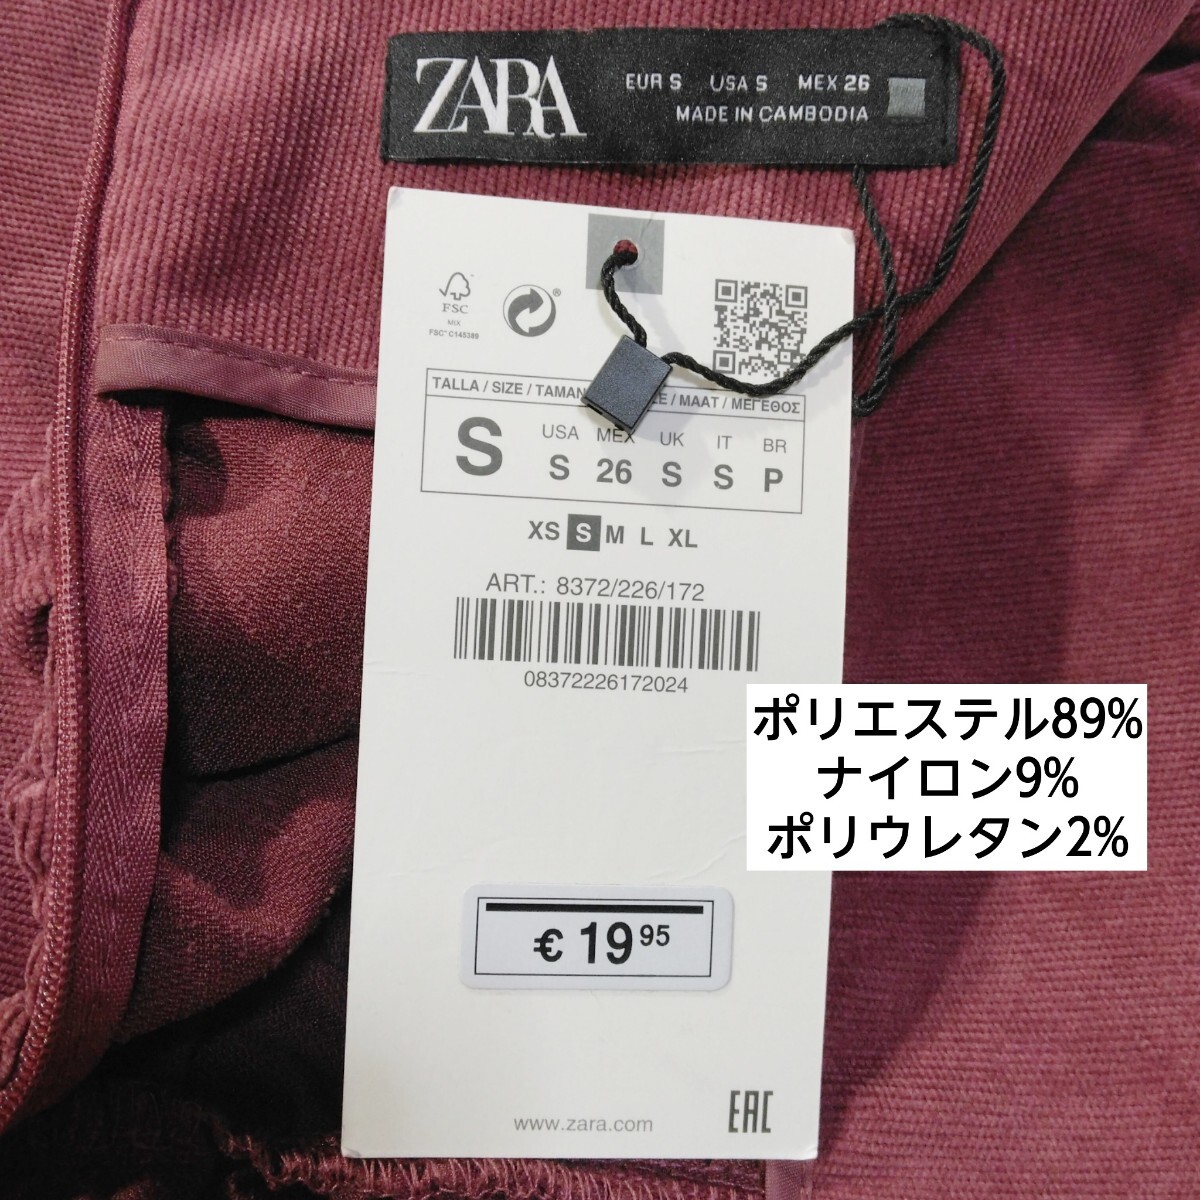 ZARA
EUR S USA S MEX 26
MADE IN CAMBODIA
FSC
MIX
FSC® C145389
®
TALLA / SIZE / TAMAN E / MAAT / ΜΕΓΕΘΟΣ
S
USA MEX UK IT BR
S 26 S S P
XS S M L XL
ART.: 8372/226/172
08372226172024
ポリエステル89%
ナイロン9%
ポリウレタン2%
€ 19 95
www.zara.com
EAC